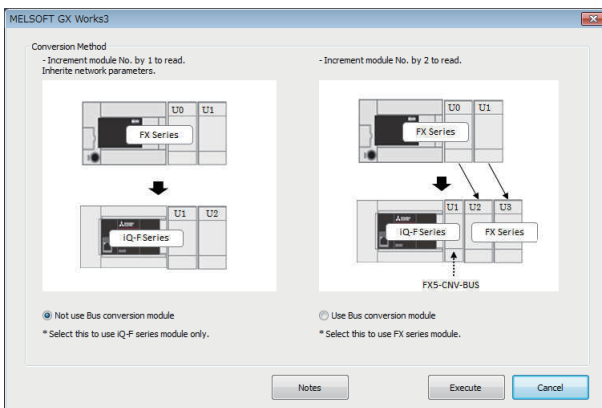 MELSOFT GX Works3
Conversion Method
- Increment module No. by 1 to read.
Inherite network parameters.
U0 U1
FX Series
U1 U2
iQ-F Series
Not use Bus conversion module
* Select this to use iQ-F series module only.
- Increment module No. by 2 to read.
U0 U1
FX Series
U1 U2 U3
iQ-F Series FX Series
FX5-CNV-BUS
Use Bus conversion module
* Select this to use FX series module.
Notes Execute Cancel